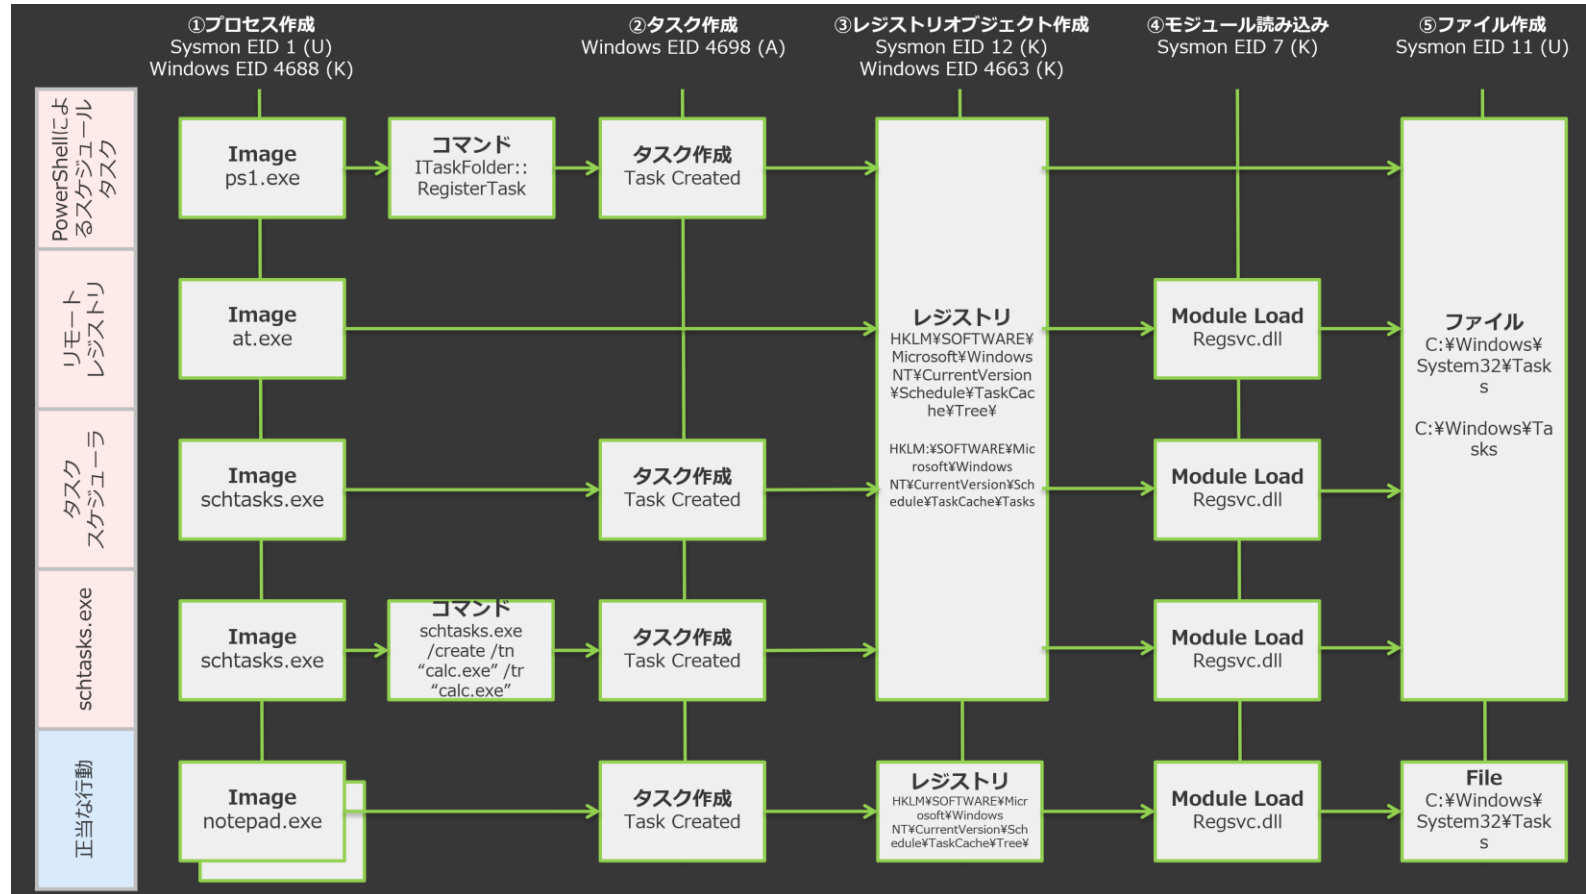 ①プロセス作成
Sysmon EID 1 (U)
Windows EID 4688 (K)
②タスク作成
Windows EID 4698 (A)
③レジストリオブジェクト作成
Sysmon EID 12 (K)
Windows EID 4663 (K)
④モジュール読み込み
Sysmon EID 7 (K)
⑤ファイル作成
Sysmon EID 11 (U)
PowerShellによ
るスケジュール
タスク
Image
ps1.exe
コマンド
ITaskFolder::
RegisterTask
タスク作成
Task Created
リモート
レジストリ
Image
at.exe
レジストリ
HKLM¥SOFTWARE¥
Microsoft¥Windows
NT¥CurrentVersion
¥Schedule¥TaskCac
he¥Tree¥
HKLM:¥SOFTWARE¥Mic
rosoft¥Windows
NT¥CurrentVersion¥Sch
edule¥TaskCache¥Tasks
Module Load
Regsvc.dll
ファイル
C:¥Windows¥
System32¥Task
s
C:¥Windows¥Ta
sks
タスク
スケジューラ
Image
schtasks.exe
タスク作成
Task Created
Module Load
Regsvc.dll
schtasks.exe
Image
schtasks.exe
コマンド
schtasks.exe
/create /tn
“calc.exe” /tr
“calc.exe”
タスク作成
Task Created
Module Load
Regsvc.dll
正当な行動
Image
notepad.exe
タスク作成
Task Created
レジストリ
HKLM¥SOFTWARE¥Micr
osoft¥Windows
NT¥CurrentVersion¥Sch
edule¥TaskCache¥Tree¥
Module Load
Regsvc.dll
File
C:¥Windows¥
System32¥Task
s